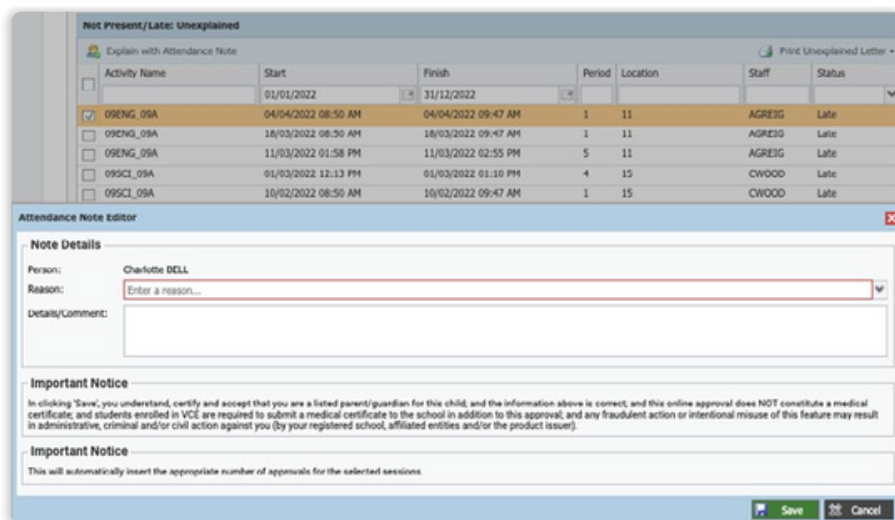 Not Present/Late: Unexplained
Explain with Attendance Note Print Unexplained Letter
Activity Name Start Finish Period Location Staff Status
01/01/2022 31/12/2022
09ENG_09A 04/04/2022 08:50 AM 04/04/2022 09:47 AM 1 11 AGREIG Late
09ENG_09A 18/03/2022 08:50 AM 18/03/2022 09:47 AM 1 11 AGREIG Late
09ENG_09A 11/03/2022 01:58 PM 11/03/2022 02:55 PM 5 11 AGREIG Late
09SCI_09A 01/03/2022 12:13 PM 01/03/2022 01:10 PM 4 15 CWOOD Late
09SCI_09A 10/02/2022 08:50 AM 10/02/2022 09:47 AM 1 15 CWOOD Late
Attendance Note Editor
Note Details
Person: Charlotte DELL
Reason: Enter a reason...
Details/Comment:
Important Notice
In clicking 'Save', you understand, certify and accept that you are a listed parent/guardian for this child; and the information above is correct; and this online approval does NOT constitute a medical
certificate; and students enrolled in VCE are required to submit a medical certificate to the school in addition to this approval; and any fraudulent action or intentional misuse of this feature may result
in administrative, criminal and/or civil action against you (by your registered school, affiliated entities and/or the product issuer).
Important Notice
This will automatically insert the appropriate number of approvals for the selected sessions.
Save Cancel